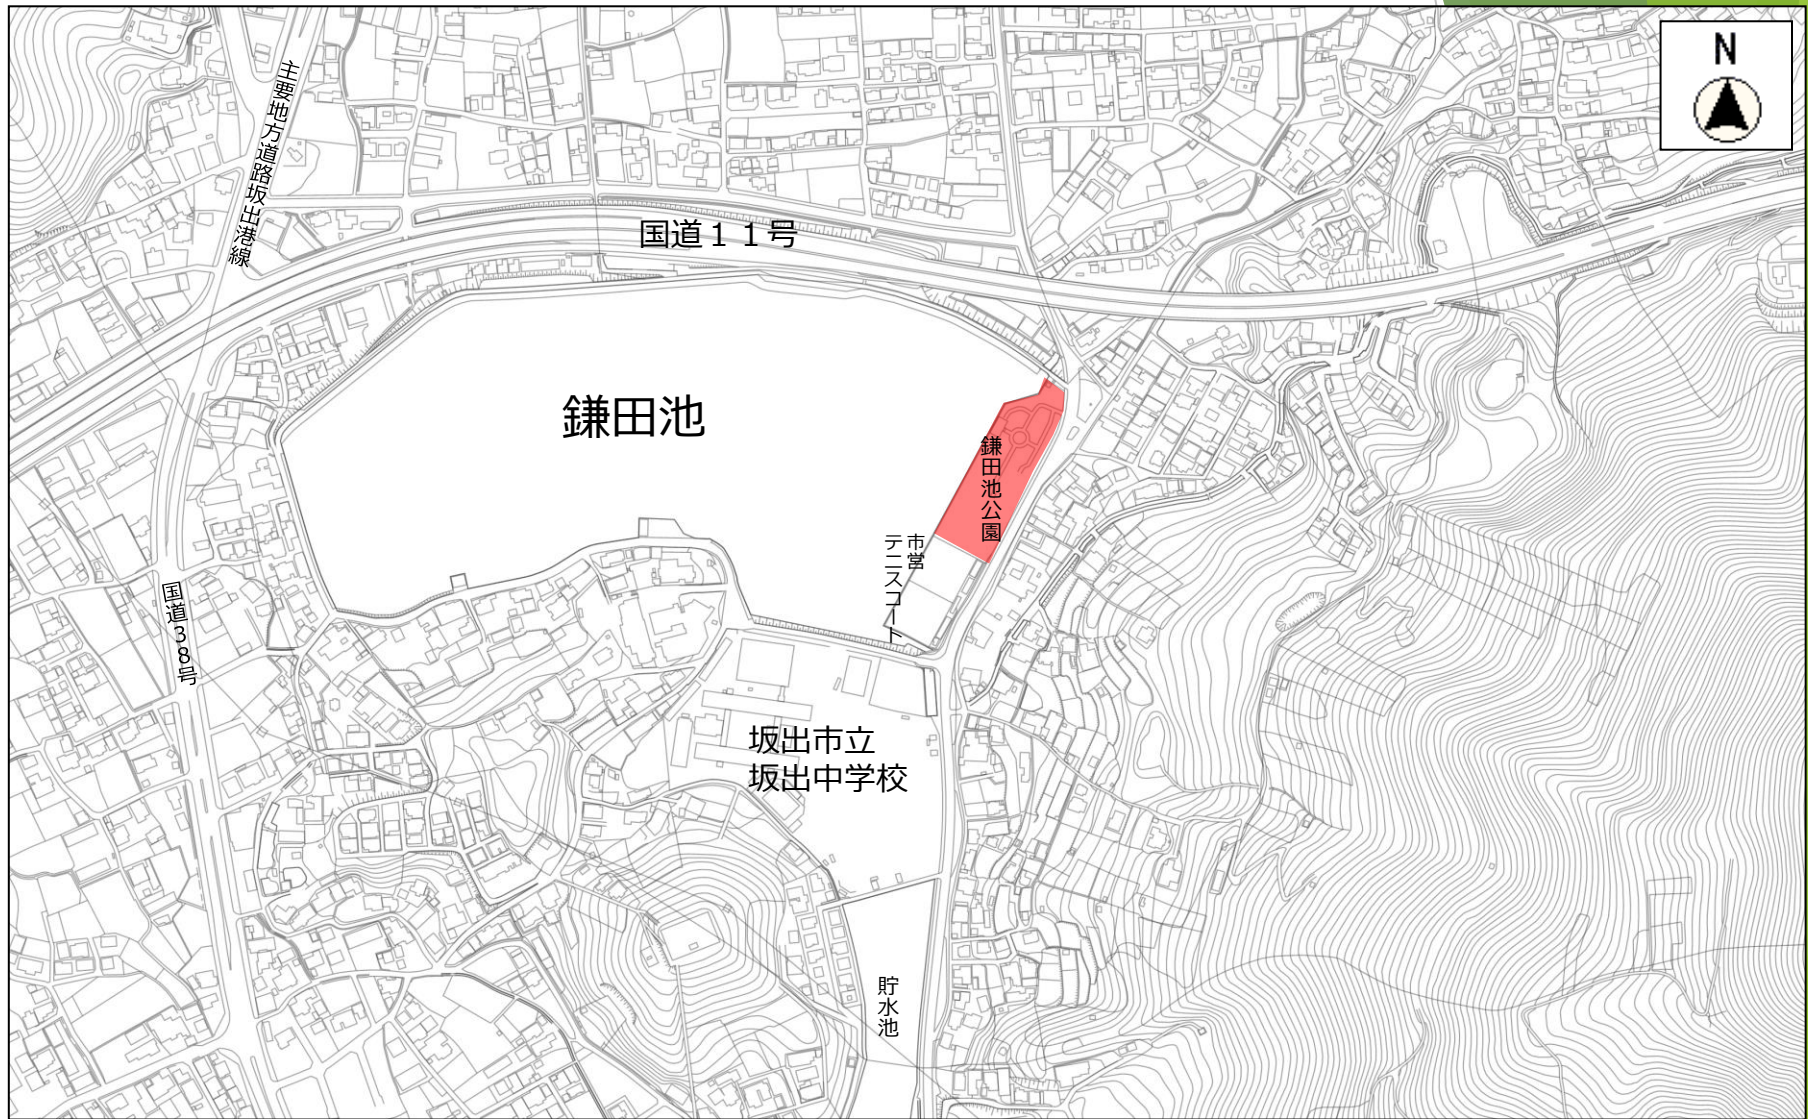 N
主要地方道路坂出港線
国道１１号
鎌田池
鎌田池公園
市営
テニスコート
国道38号
坂出市立
坂出中学校
貯水池